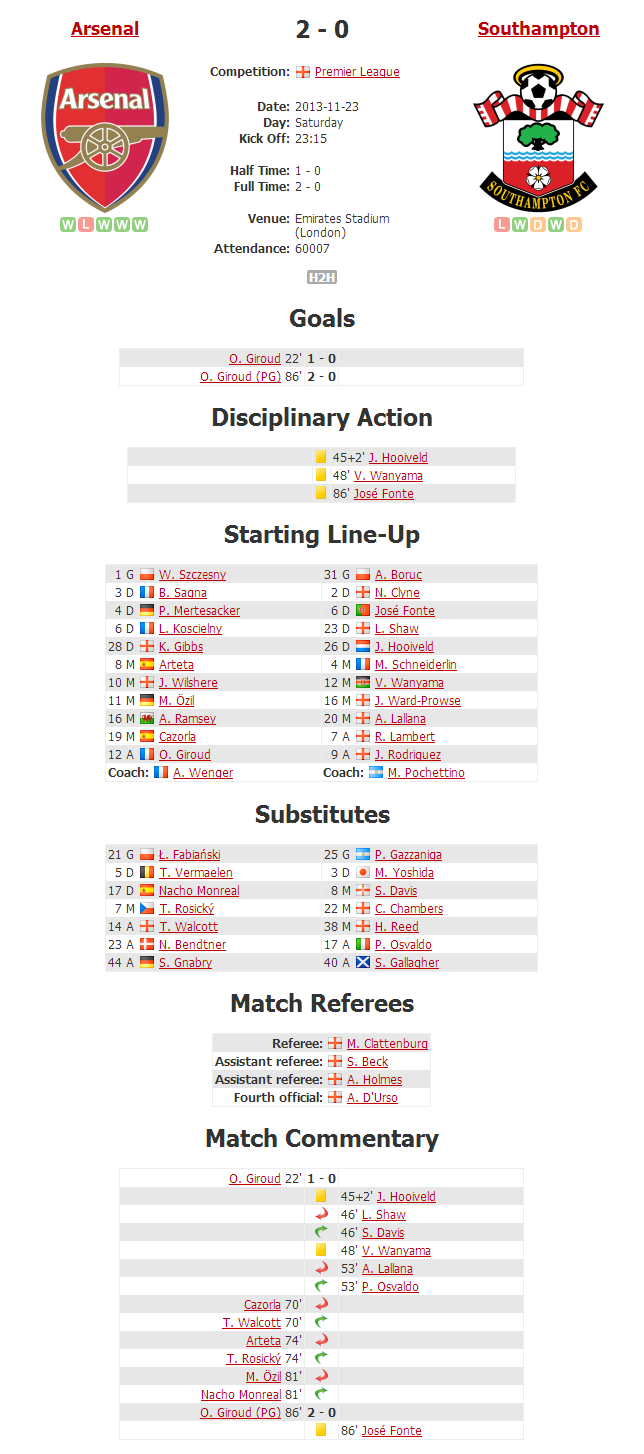 Arsenal 2 - 0 Southampton
Arsenal
SOUTHAMPTON FC
Competition: Premier League
Date: 2013-11-23
Day: Saturday
Kick Off: 23:15
Half Time: 1 - 0
Full Time: 2 - 0
Venue: Emirates Stadium
(London)
Attendance: 60007
W L W W W
L W D W D
H2H
Goals
O. Giroud 22' 1 - 0
O. Giroud (PG) 86' 2 - 0
Disciplinary Action
45+2' J. Hooiveld
48' V. Wanyama
86' José Fonte
Starting Line-Up
1 G W. Szczesny 31 G A. Boruc
3 D B. Sagna 2 D N. Clyne
4 D P. Mertesacker 6 D José Fonte
6 D L. Koscielny 23 D L. Shaw
28 D K. Gibbs 26 D J. Hooiveld
8 M Arteta 4 M M. Schneiderlin
10 M J. Wilshere 12 M V. Wanyama
11 M M. Özil 16 M J. Ward-Prowse
16 M A. Ramsey 20 M A. Lallana
19 M Cazorla 7 A R. Lambert
12 A O. Giroud 9 A J. Rodriguez
Coach: A. Wenger Coach: M. Pochettino
Substitutes
21 G Ł. Fabiański 25 G P. Gazzaniga
5 D T. Vermaelen 3 D M. Yoshida
17 D Nacho Monreal 8 M S. Davis
7 M T. Rosický 22 M C. Chambers
14 A T. Walcott 38 M H. Reed
23 A N. Bendtner 17 A P. Osvaldo
44 A S. Gnabry 40 A S. Gallagher
Match Referees
Referee: M. Clattenburg
Assistant referee: S. Beck
Assistant referee: A. Holmes
Fourth official: A. D'Urso
Match Commentary
O. Giroud 22' 1 - 0
45+2' J. Hooiveld
46' L. Shaw
46' S. Davis
48' V. Wanyama
53' A. Lallana
53' P. Osvaldo
Cazorla 70'
T. Walcott 70'
Arteta 74'
T. Rosický 74'
M. Özil 81'
Nacho Monreal 81'
O. Giroud (PG) 86' 2 - 0
86' José Fonte